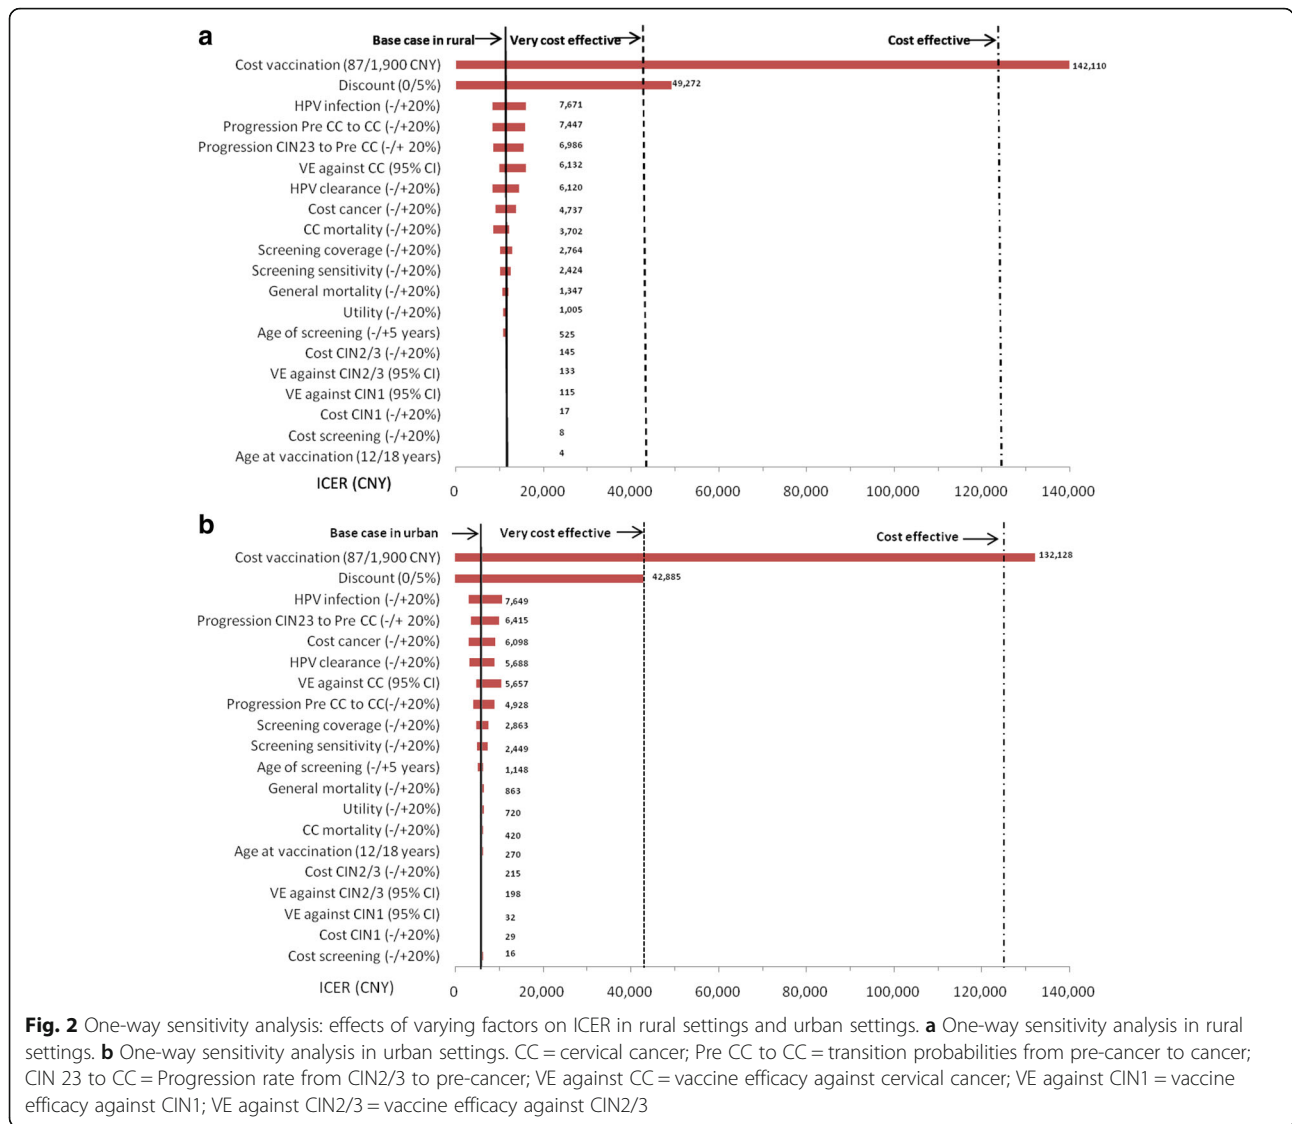 a
Base case in rural Very cost effective Cost effective
Cost vaccination (87/1,900 CNY) 142,110
Discount (0/5%) 49,272
HPV infection (-/+20%) 7,671
Progression Pre CC to CC (-/+20%) 7,447
Progression CIN23 to Pre CC (-/+ 20%) 6,986
VE against CC (95% CI) 6,132
HPV clearance (-/+20%) 6,120
Cost cancer (-/+20%) 4,737
CC mortality (-/+20%) 3,702
Screening coverage (-/+20%) 2,764
Screening sensitivity (-/+20%) 2,424
General mortality (-/+20%) 1,347
Utility (-/+20%) 1,005
Age of screening (-/+5 years) 525
Cost CIN2/3 (-/+20%) 145
VE against CIN2/3 (95% CI) 133
VE against CIN1 (95% CI) 115
Cost CIN1 (-/+20%) 17
Cost screening (-/+20%) 8
Age at vaccination (12/18 years) 4
ICER (CNY) 0 20,000 40,000 60,000 80,000 100,000 120,000 140,000
b
Base case in urban Very cost effective Cost effective
Cost vaccination (87/1,900 CNY) 132,128
Discount (0/5%) 42,885
HPV infection (-/+20%) 7,649
Progression CIN23 to Pre CC (-/+ 20%) 6,415
Cost cancer (-/+20%) 6,098
HPV clearance (-/+20%) 5,688
VE against CC (95% CI) 5,657
Progression Pre CC to CC(-/+20%) 4,928
Screening coverage (-/+20%) 2,863
Screening sensitivity (-/+20%) 2,449
Age of screening (-/+5 years) 1,148
General mortality (-/+20%) 863
Utility (-/+20%) 720
CC mortality (-/+20%) 420
Age at vaccination (12/18 years) 270
Cost CIN2/3 (-/+20%) 215
VE against CIN2/3 (95% CI) 198
VE against CIN1 (95% CI) 32
Cost CIN1 (-/+20%) 29
Cost screening (-/+20%) 16
ICER (CNY) 0 20,000 40,000 60,000 80,000 100,000 120,000 140,000
Fig. 2 One-way sensitivity analysis: effects of varying factors on ICER in rural settings and urban settings. a One-way sensitivity analysis in rural
settings. b One-way sensitivity analysis in urban settings. CC = cervical cancer; Pre CC to CC = transition probabilities from pre-cancer to cancer;
CIN 23 to CC = Progression rate from CIN2/3 to pre-cancer; VE against CC = vaccine efficacy against cervical cancer; VE against CIN1 = vaccine
efficacy against CIN1; VE against CIN2/3 = vaccine efficacy against CIN2/3